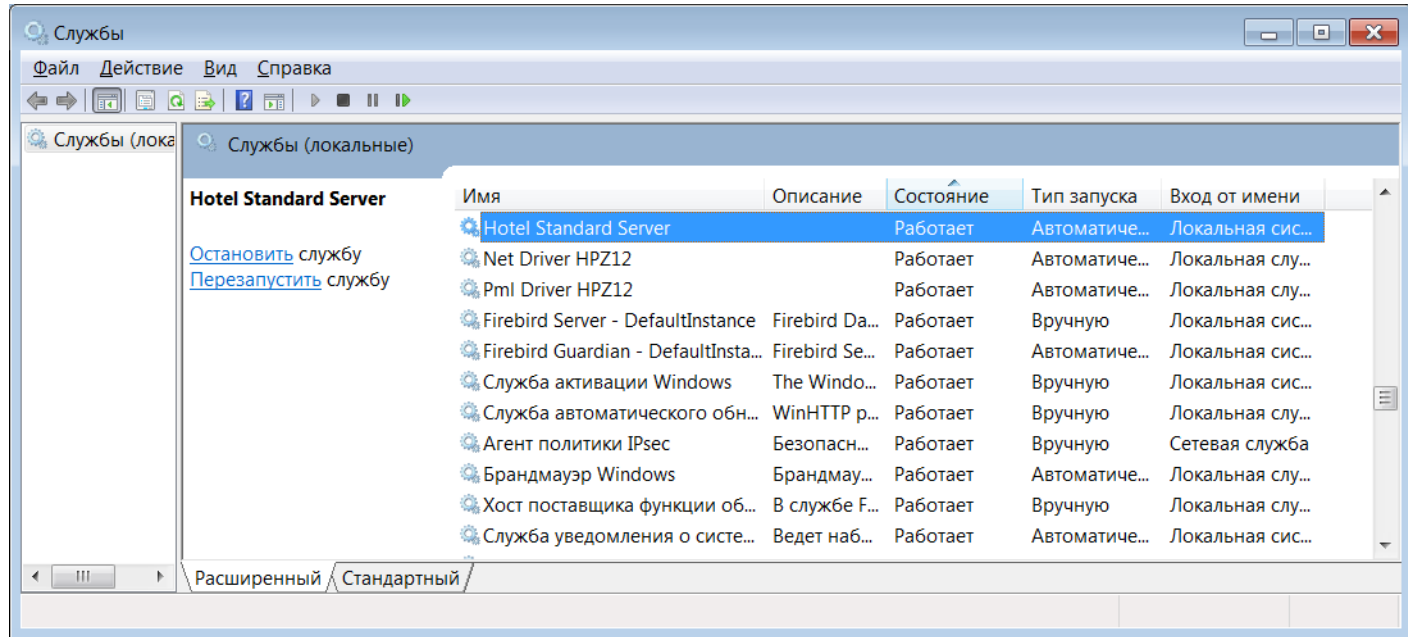 Службы
Файл Действие Вид Справка
Службы (лока
Службы (локальные)
Hotel Standard Server
Остановить службу
Перезапустить службу
Имя Описание Состояние Тип запуска Вход от имени
Hotel Standard Server Работает Автоматиче... Локальная сис...
Net Driver HPZ12 Работает Автоматиче... Локальная слу...
Pml Driver HPZ12 Работает Автоматиче... Локальная слу...
Firebird Server - DefaultInstance Firebird Da... Работает Вручную Локальная сис...
Firebird Guardian - DefaultInsta... Firebird Se... Работает Автоматиче... Локальная сис...
Служба активации Windows The Windo... Работает Вручную Локальная сис...
Служба автоматического обн... WinHTTP p... Работает Вручную Локальная слу...
Агент политики IPsec Безопасн... Работает Вручную Сетевая служба
Брандмауэр Windows Брандмау... Работает Автоматиче... Локальная слу...
Хост поставщика функции об... В службе F... Работает Вручную Локальная слу...
Служба уведомления о систе... Ведет наб... Работает Автоматиче... Локальная сис...
Расширенный Стандартный